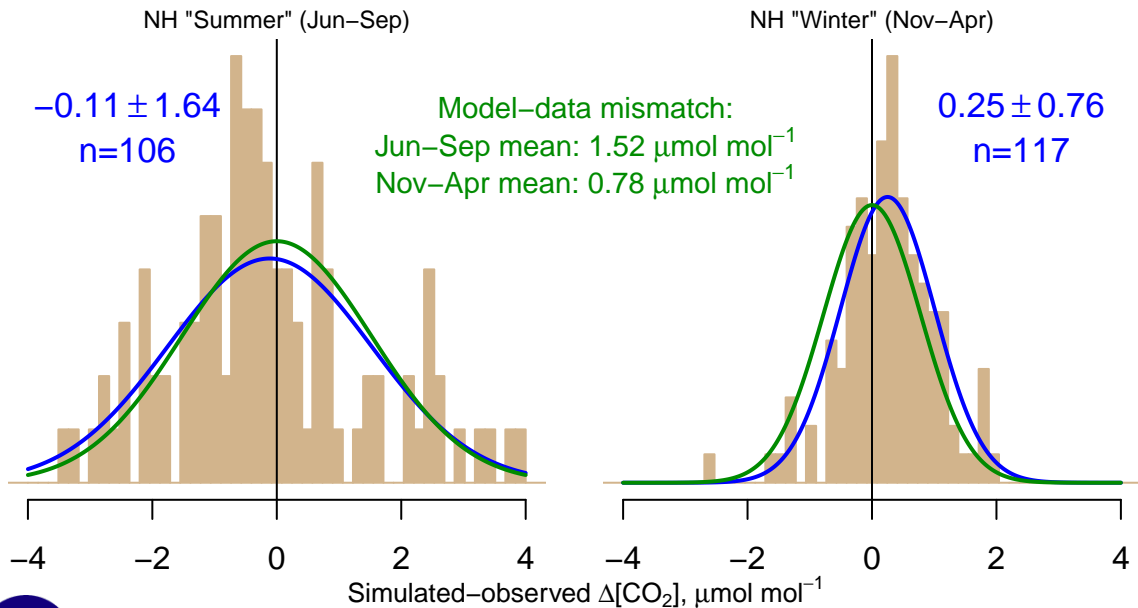 NH "Summer" (Jun−Sep)
−0.11 ± 1.64
n=106
Model−data mismatch:
Jun−Sep mean: 1.52 μmol mol⁻¹
Nov−Apr mean: 0.78 μmol mol⁻¹
NH "Winter" (Nov−Apr)
0.25 ± 0.76
n=117
−4 −2 0 2 4
−4 −2 0 2 4
Simulated−observed Δ[CO₂], μmol mol⁻¹